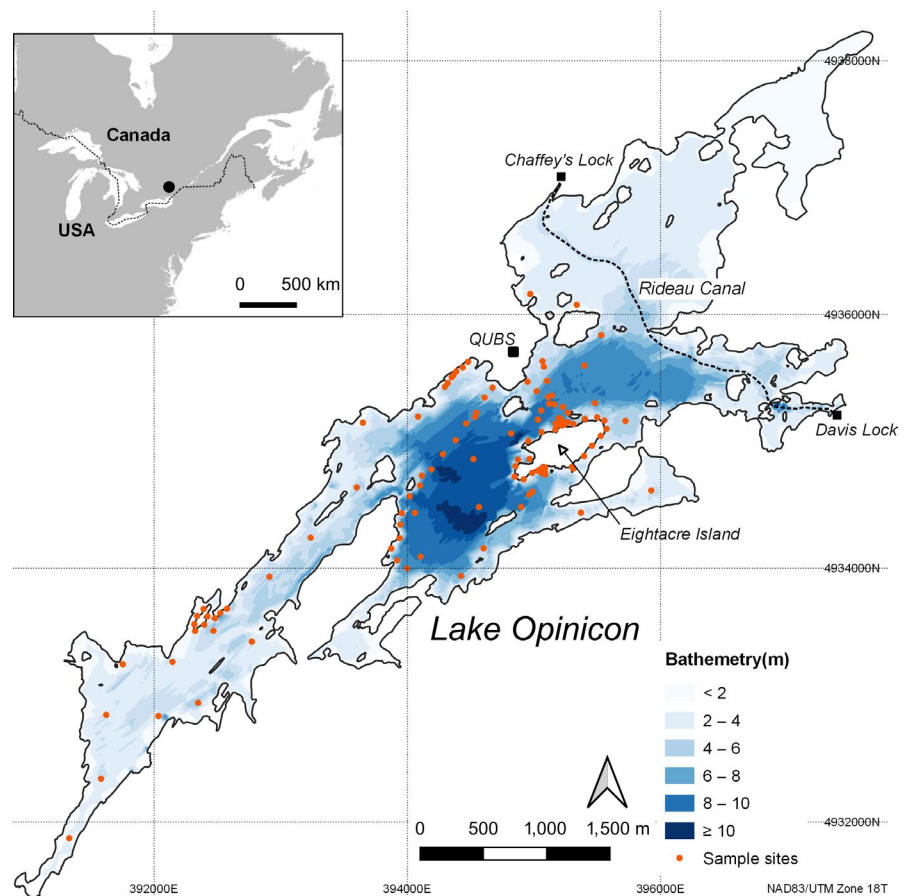 Canada
USA
0 500 km
4938000N
Chaffey's Lock
Rideau Canal
4936000N
QUBS
Davis Lock
Eightacre Island
4934000N
Lake Opinicon
Bathemetry(m)
< 2
2 – 4
4 – 6
6 – 8
8 – 10
≥ 10
Sample sites
0 500 1,000 1,500 m
4932000N
392000E 394000E 396000E NAD83/UTM Zone 18T